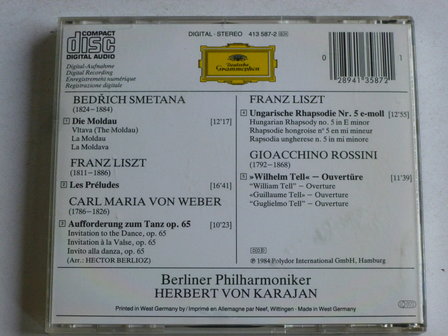 COMPACT
disc
DIGITAL AUDIO
Digital-Aufnahme
Digital Recording
Enregistrement numérique
Registrazione digitale
DIGITAL · STEREO 413 587-2
Deutsche
Grammophon
0 28941 35872 1
BEDŘICH SMETANA
(1824–1884)
1 Die Moldau [12'17]
Vltava (The Moldau)
La Moldau
La Moldava
FRANZ LISZT
(1811–1886)
2 Les Préludes [16'41]
CARL MARIA VON WEBER
(1786–1826)
3 Aufforderung zum Tanz op. 65 [10'23]
Invitation to the Dance, op. 65
Invitation à la Valse, op. 65
Invito alla danza, op. 65
(Arr.: HECTOR BERLIOZ)
FRANZ LISZT
4 Ungarische Rhapsodie Nr. 5 e-moll [12'55]
Hungarian Rhapsody no. 5 in E minor
Rhapsodie hongroise n° 5 en mi mineur
Rapsodia ungherese n. 5 in mi minore
GIOACCHINO ROSSINI
(1792–1868)
5 »Wilhelm Tell« – Ouvertüre [11'39]
"William Tell" – Overture
«Guillaume Tell» – Ouverture
"Guglielmo Tell" – Ouverture
DDD
℗ 1984 Polydor International GmbH, Hamburg
Berliner Philharmoniker
HERBERT VON KARAJAN
Printed in West Germany by / Imprimé en Allemagne par Neef, Wittingen · Made in West Germany